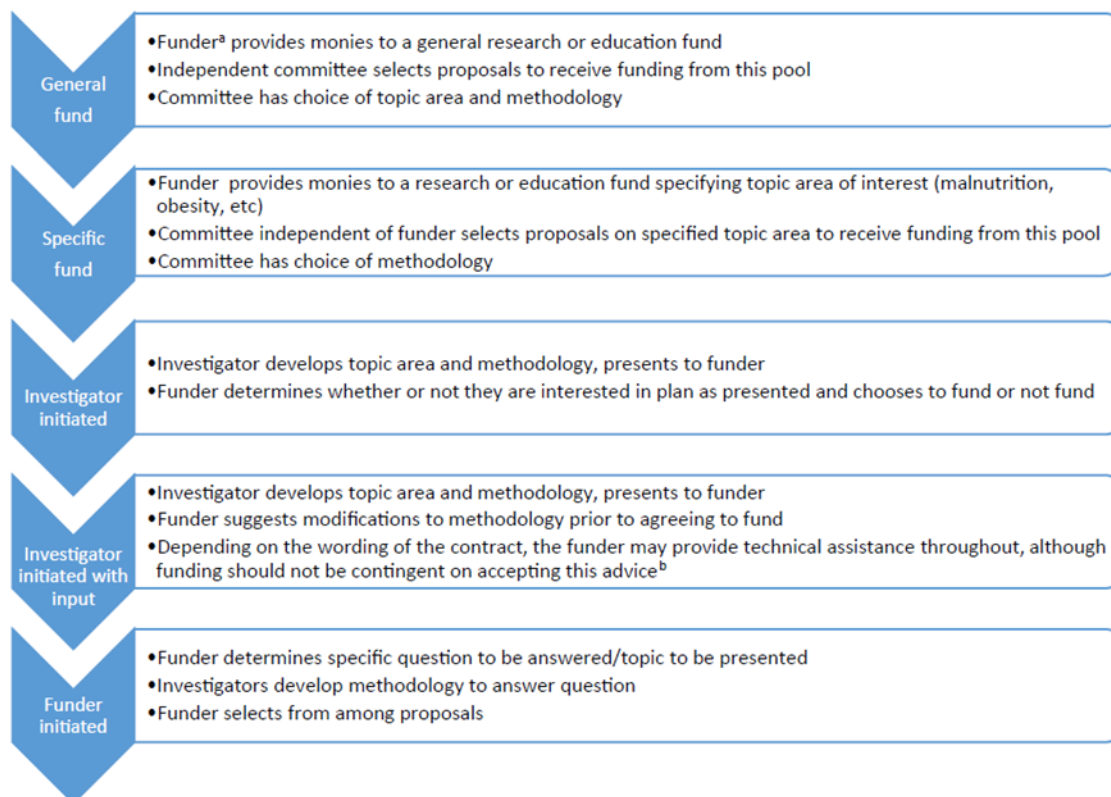 General
fund
•Funderᵃ provides monies to a general research or education fund
•Independent committee selects proposals to receive funding from this pool
•Committee has choice of topic area and methodology
Specific
fund
•Funder provides monies to a research or education fund specifying topic area of interest (malnutrition,
obesity, etc)
•Committee independent of funder selects proposals on specified topic area to receive funding from this pool
•Committee has choice of methodology
Investigator
initiated
•Investigator develops topic area and methodology, presents to funder
•Funder determines whether or not they are interested in plan as presented and chooses to fund or not fund
Investigator
initiated with
input
•Investigator develops topic area and methodology, presents to funder
•Funder suggests modifications to methodology prior to agreeing to fund
•Depending on the wording of the contract, the funder may provide technical assistance throughout, although
funding should not be contingent on accepting this adviceᵇ
Funder
initiated
•Funder determines specific question to be answered/topic to be presented
•Investigators develop methodology to answer question
•Funder selects from among proposals